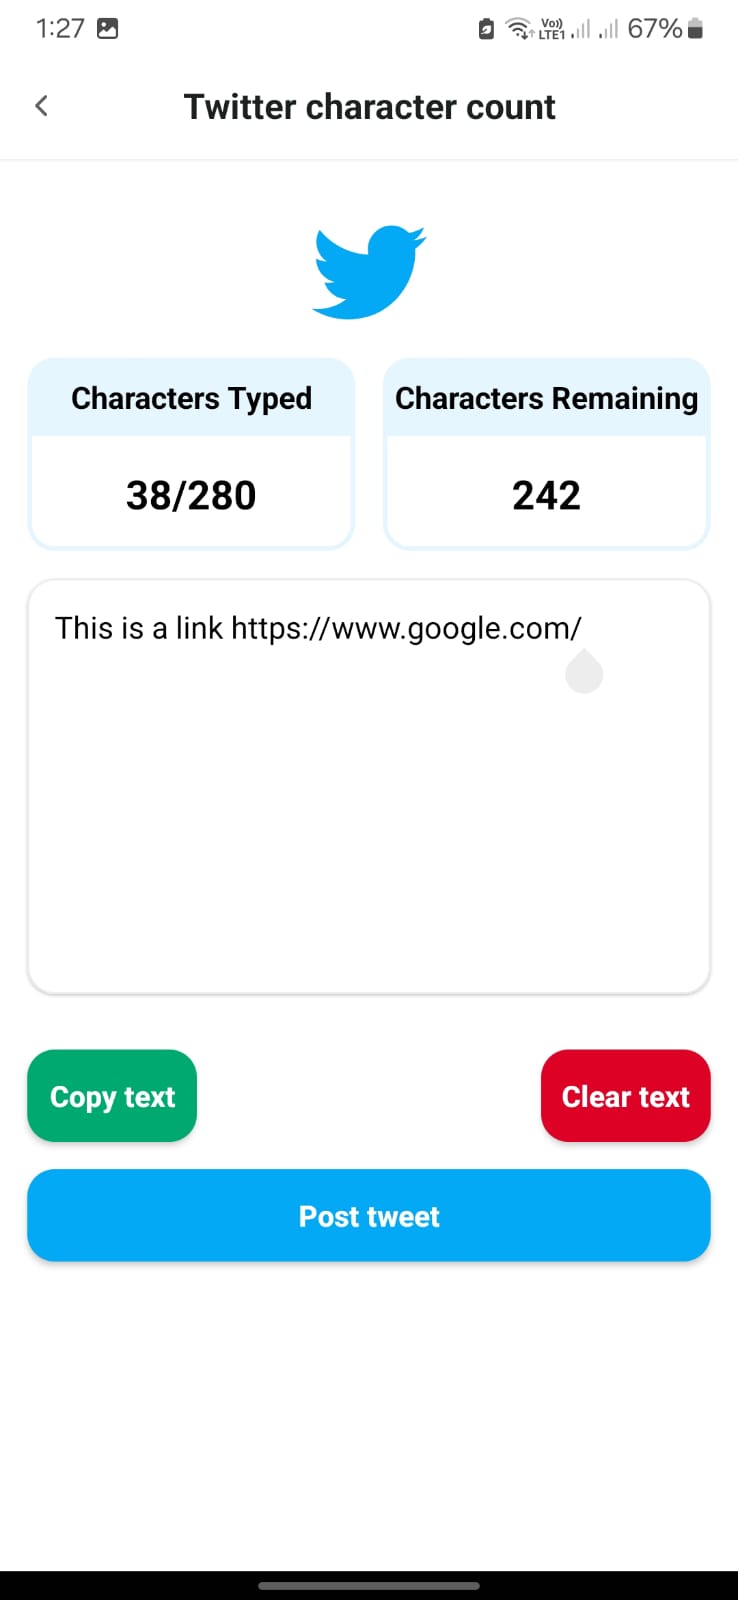 1:27 Vo)) LTE1 67%
Twitter character count
Characters Typed
Characters Remaining
38/280
242
This is a link https://www.google.com/
Copy text
Clear text
Post tweet